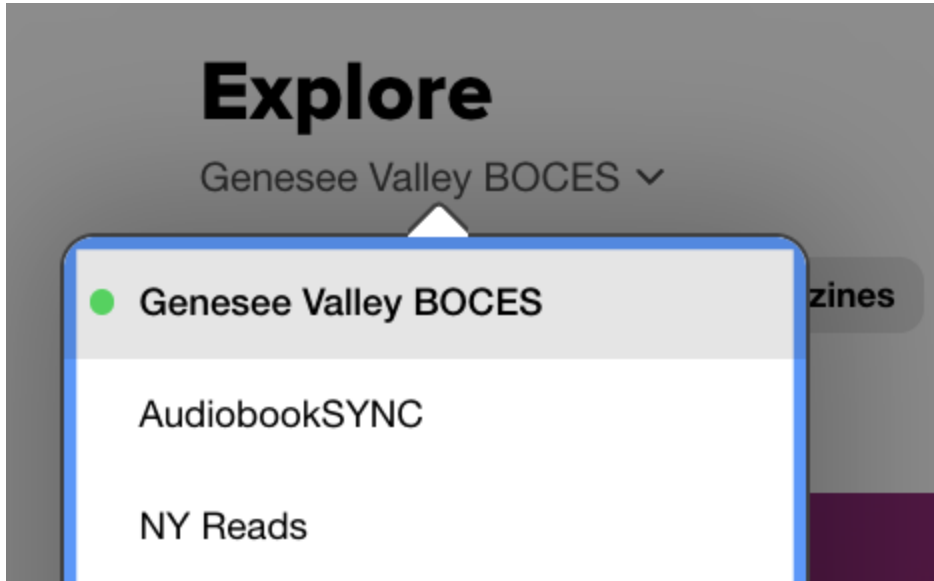 Explore
Genesee Valley BOCES
Genesee Valley BOCES
zines
AudiobookSYNC
NY Reads